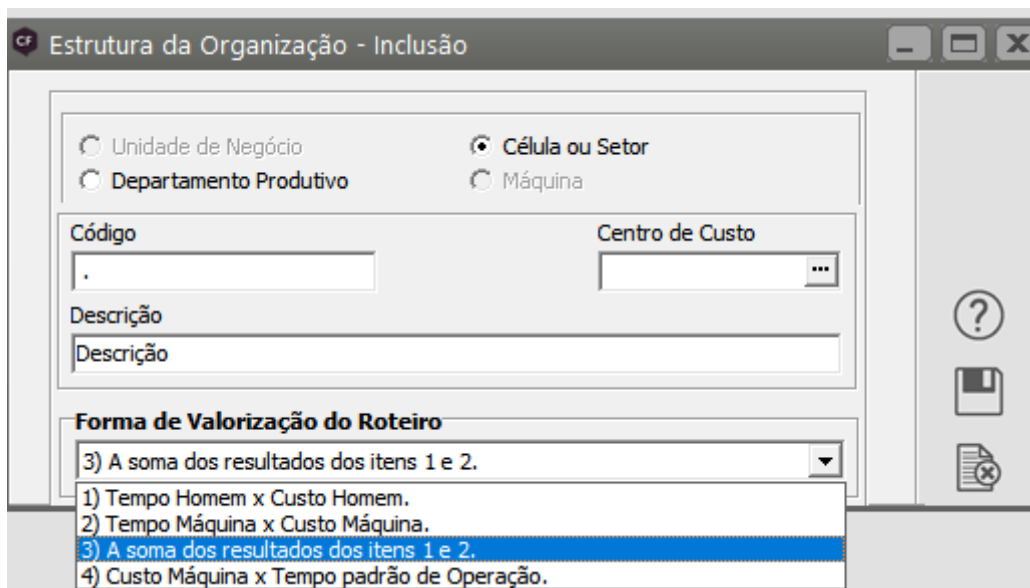 CF Estrutura da Organização - Inclusão
Unidade de Negócio
Célula ou Setor
Departamento Produtivo
Máquina
Código
Centro de Custo
.
...
Descrição
Descrição
Forma de Valorização do Roteiro
3) A soma dos resultados dos itens 1 e 2.
1) Tempo Homem x Custo Homem.
2) Tempo Máquina x Custo Máquina.
3) A soma dos resultados dos itens 1 e 2.
4) Custo Máquina x Tempo padrão de Operação.